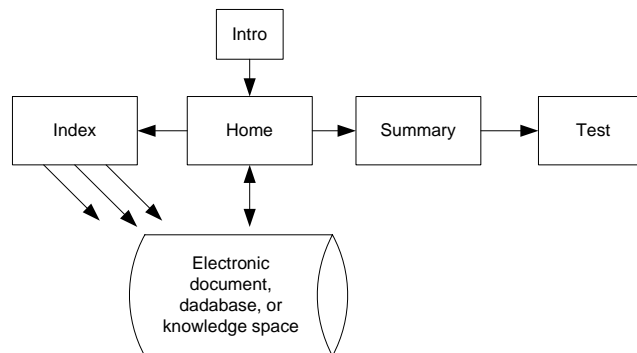 Intro
Index
Home
Summary
Test
Electronic
document,
dadabase, or
knowledge space